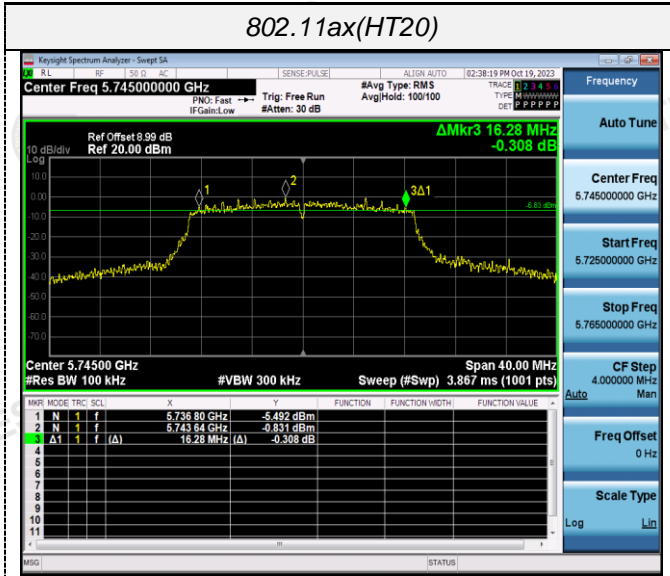 802.11ax(HT20)
Keysight Spectrum Analyzer - Swept SA
RL RF 50 Ω AC SENSE:PULSE ALIGN AUTO 02:38:19 PM Oct 19, 2023
Center Freq 5.745000000 GHz
#Avg Type: RMS
TRACE 1 2 3 4 5 6
PNO: Fast
Trig: Free Run
Avg|Hold: 100/100
TYPE M WWWWW
IFGain:Low
#Atten: 30 dB
DET P P P P P P
Ref Offset 8.99 dB
ΔMkr3 16.28 MHz
10 dB/div
Ref 20.00 dBm
-0.308 dB
Log
10.0
0.00
-10.0
-20.0
-30.0
-40.0
-50.0
-60.0
-70.0
1
2
3Δ1
-6.83 dBm
Center 5.74500 GHz
Span 40.00 MHz
#Res BW 100 kHz
#VBW 300 kHz
Sweep (#Swp) 3.867 ms (1001 pts)
MKR MODE TRC SCL X Y FUNCTION FUNCTION WIDTH FUNCTION VALUE
1 N 1 f 5.736 80 GHz -5.492 dBm
2 N 1 f 5.743 64 GHz -0.831 dBm
3 Δ1 1 f (Δ) 16.28 MHz (Δ) -0.308 dB
4
5
6
7
8
9
10
11
MSG
STATUS
Frequency
Auto Tune
Center Freq
5.745000000 GHz
Start Freq
5.725000000 GHz
Stop Freq
5.765000000 GHz
CF Step
4.000000 MHz
Auto Man
Freq Offset
0 Hz
Scale Type
Log Lin